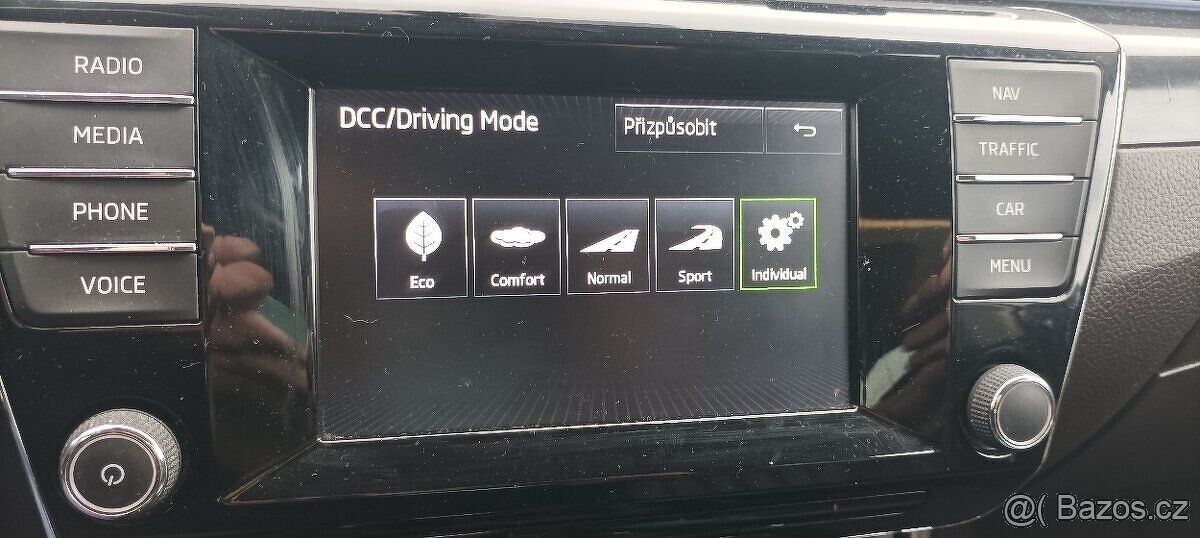 RADIO
MEDIA
PHONE
VOICE
DCC/Driving Mode
Přizpůsobit
Eco
Comfort
Normal
Sport
Individual
NAV
TRAFFIC
CAR
MENU
@( Bazos.cz